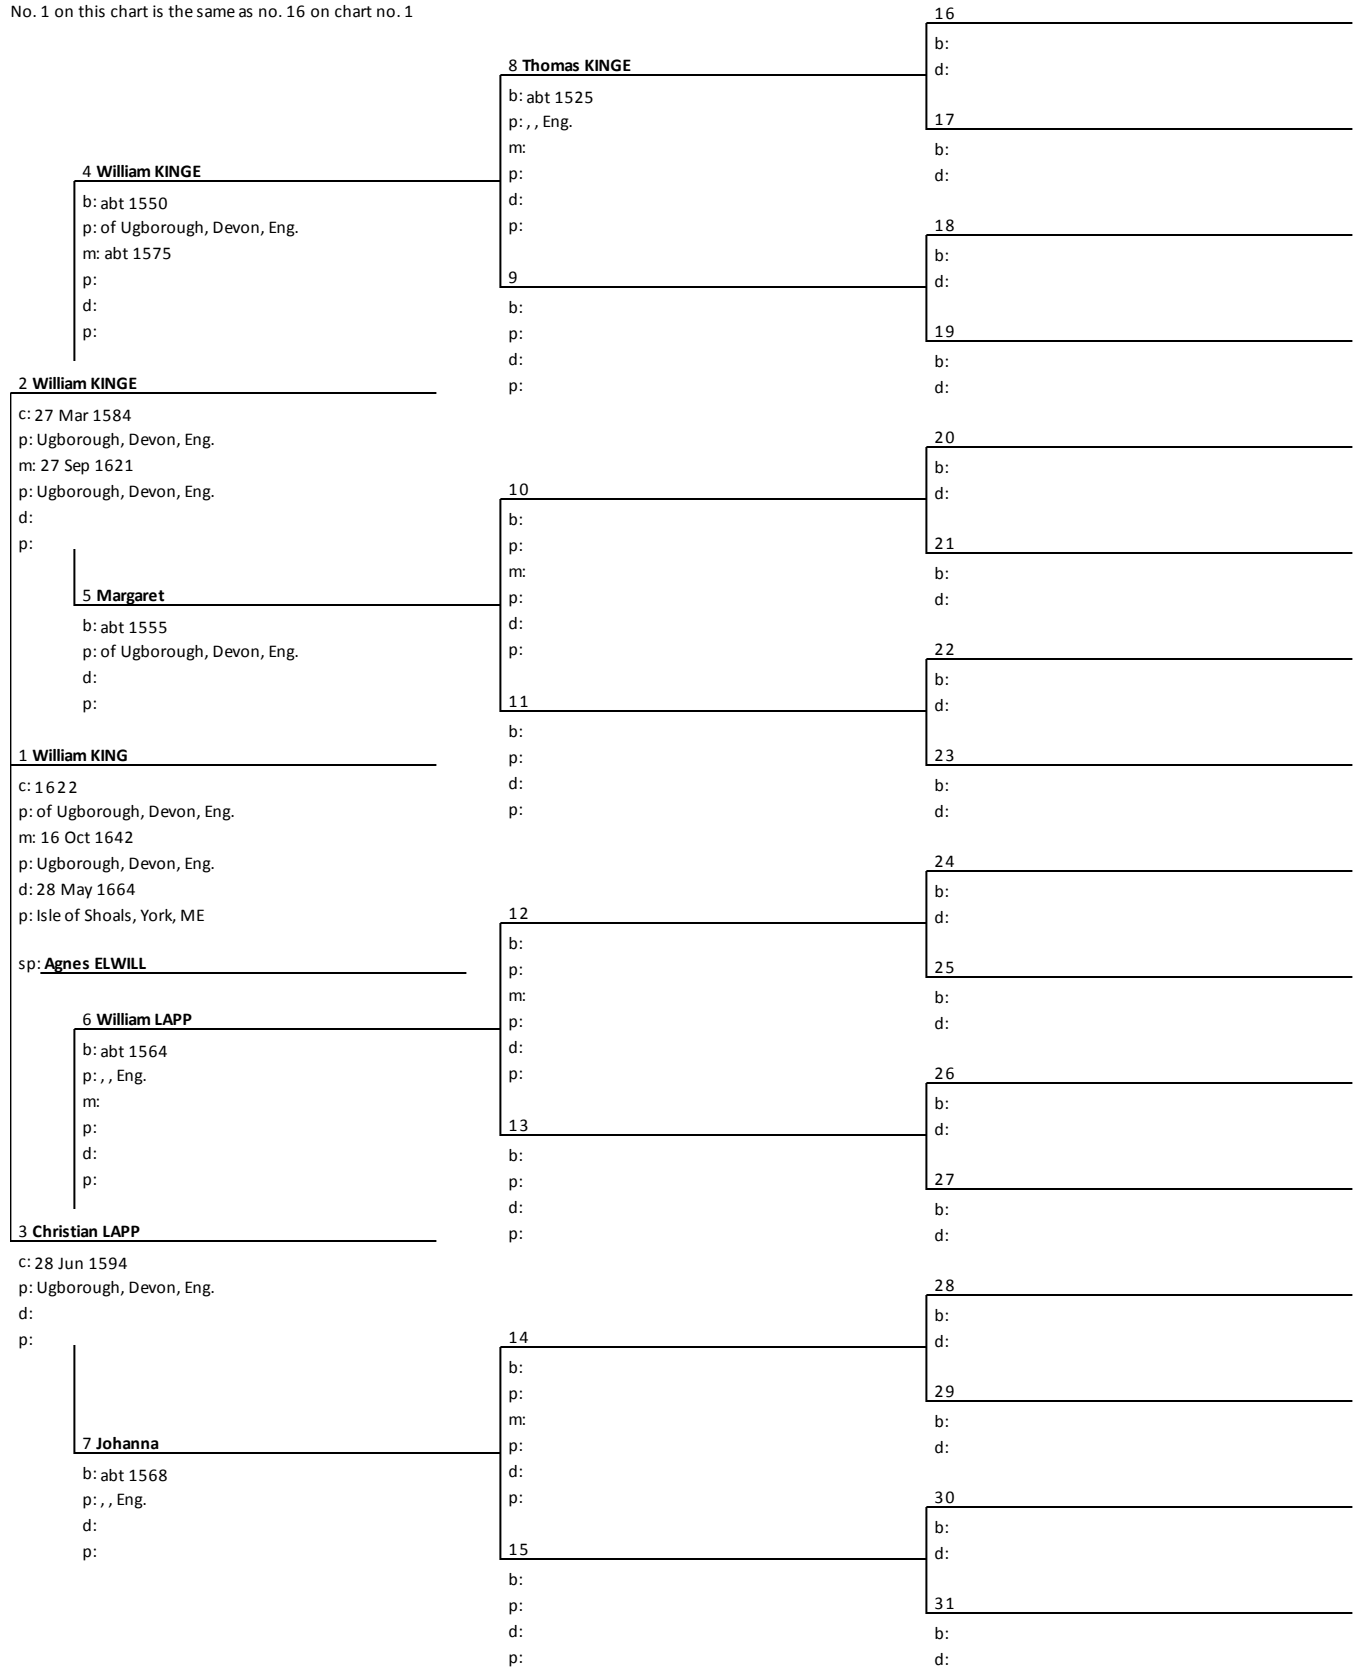 No. 1 on this chart is the same as no. 16 on chart no. 1
16
b:
d:
8 Thomas KINGE
b: abt 1525
p: , , Eng.
m:
p:
d:
p:
17
b:
d:
4 William KINGE
b: abt 1550
p: of Ugborough, Devon, Eng.
m: abt 1575
p:
d:
p:
18
b:
d:
9
b:
p:
d:
p:
19
b:
d:
2 William KINGE
c: 27 Mar 1584
p: Ugborough, Devon, Eng.
m: 27 Sep 1621
p: Ugborough, Devon, Eng.
d:
p:
20
b:
d:
10
b:
p:
m:
p:
d:
p:
21
b:
d:
5 Margaret
b: abt 1555
p: of Ugborough, Devon, Eng.
d:
p:
22
b:
d:
11
b:
p:
d:
p:
23
b:
d:
1 William KING
c: 1622
p: of Ugborough, Devon, Eng.
m: 16 Oct 1642
p: Ugborough, Devon, Eng.
d: 28 May 1664
p: Isle of Shoals, York, ME
sp: Agnes ELWILL
24
b:
d:
12
b:
p:
m:
p:
d:
p:
25
b:
d:
6 William LAPP
b: abt 1564
p: , , Eng.
m:
p:
d:
p:
26
b:
d:
13
b:
p:
d:
p:
27
b:
d:
3 Christian LAPP
c: 28 Jun 1594
p: Ugborough, Devon, Eng.
d:
p:
28
b:
d:
14
b:
p:
m:
p:
d:
p:
29
b:
d:
7 Johanna
b: abt 1568
p: , , Eng.
d:
p:
30
b:
d:
15
b:
p:
d:
p:
31
b:
d: